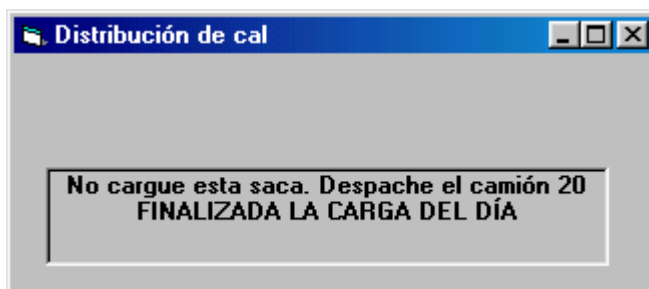 Distribución de cal
No cargue esta saca. Despache el camión 20
FINALIZADA LA CARGA DEL DÍA